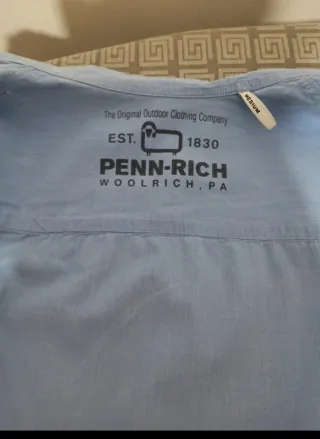 The Original Outdoor Clothing Company
EST. 1830
PENN-RICH
WOOLRICH, PA
MEDIUM